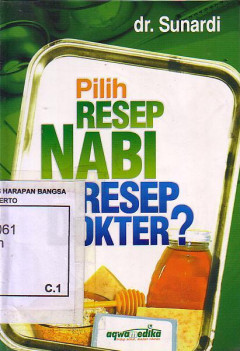 dr. Sunardi
Pilih
RESEP
NABI
S HARAPAN BANGSA
ERTO
RESEP
061
n
OKTER?
C.1
aqwamedika